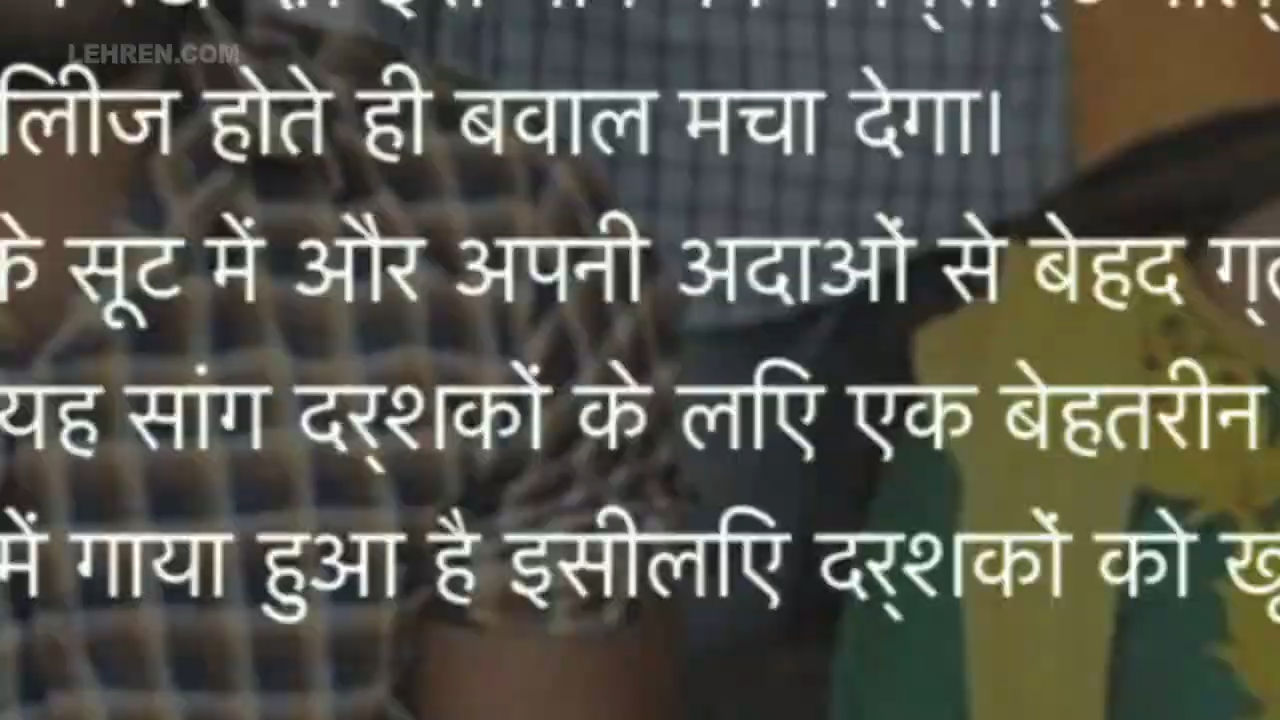 LEHREN.COM
होते ही बवाल मचा देगा।
के सूट में और अपनी अदाओं से बेहद
यह सांग दर्शकों के लिए एक बेहतरीन
में गाया हुआ है इसीलिए दर्शकों को